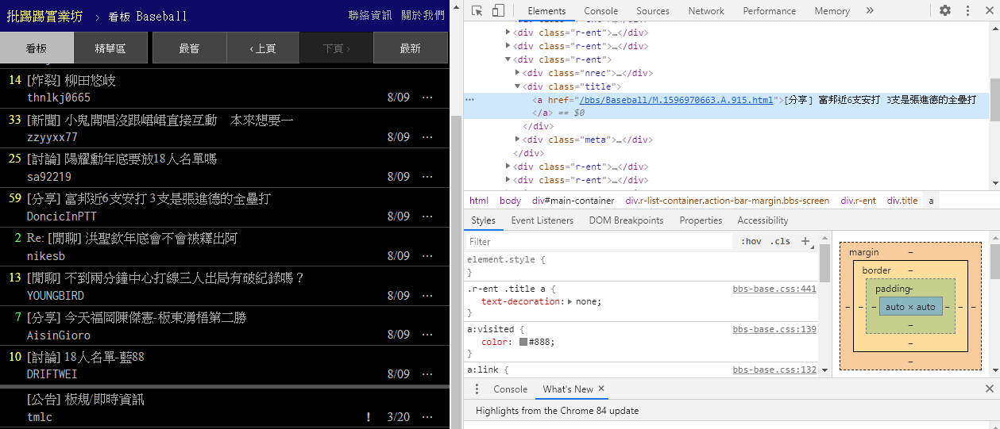 批踢踢實業坊 › 看板 Baseball 聯絡資訊 關於我們
看板 精華區 最舊 ‹ 上頁 下頁 › 最新
14 [炸裂] 柳田悠岐
thnlkj0665 8/09 ⋯
33 [新聞] 小鬼開唱沒跟峮峮直接互動 本來想要一
zzyyxx77 8/09 ⋯
25 [討論] 陽耀勳年底要放18人名單嗎
sa92219 8/09 ⋯
59 [分享] 富邦近6支安打 3支是張進德的全壘打
DoncicInPTT 8/09 ⋯
2 Re: [閒聊] 洪聖欽年底會不會被釋出阿
nikesb 8/09 ⋯
13 [閒聊] 不到兩分鐘中心打線三人出局有破紀錄嗎？
YOUNGBIRD 8/09 ⋯
7 [分享] 今天福岡陳傑憲-板東湧梧第二勝
AisinGioro 8/09 ⋯
10 [討論] 18人名單-藍88
DRIFTWEI 8/09 ⋯
[公告] 板規/即時資訊
tmlc ! 3/20 ⋯
Elements Console Sources Network Performance Memory »
<div class="r-ent">…</div>
<div class="r-ent">…</div>
<div class="r-ent">
<div class="nrec">…</div>
<div class="title">
<a href="/bbs/Baseball/M.1596970663.A.915.html">[分享] 富邦近6支安打 3支是張進德的全壘打
</a> == $0
</div>
<div class="meta">…</div>
</div>
<div class="r-ent">…</div>
<div class="r-ent">…</div>
html body div#main-container div.r-list-container.action-bar-margin.bbs-screen div.r-ent div.title a
Styles Event Listeners DOM Breakpoints Properties Accessibility
Filter :hov .cls +
element.style {
}
.r-ent .title a { bbs-base.css:441
text-decoration: none;
}
a:visited { bbs-base.css:139
color: #888;
}
a:link { bbs-base.css:132
margin –
border –
padding –
– – – auto × auto – – –
–
–
–
Console What's New ×
Highlights from the Chrome 84 update